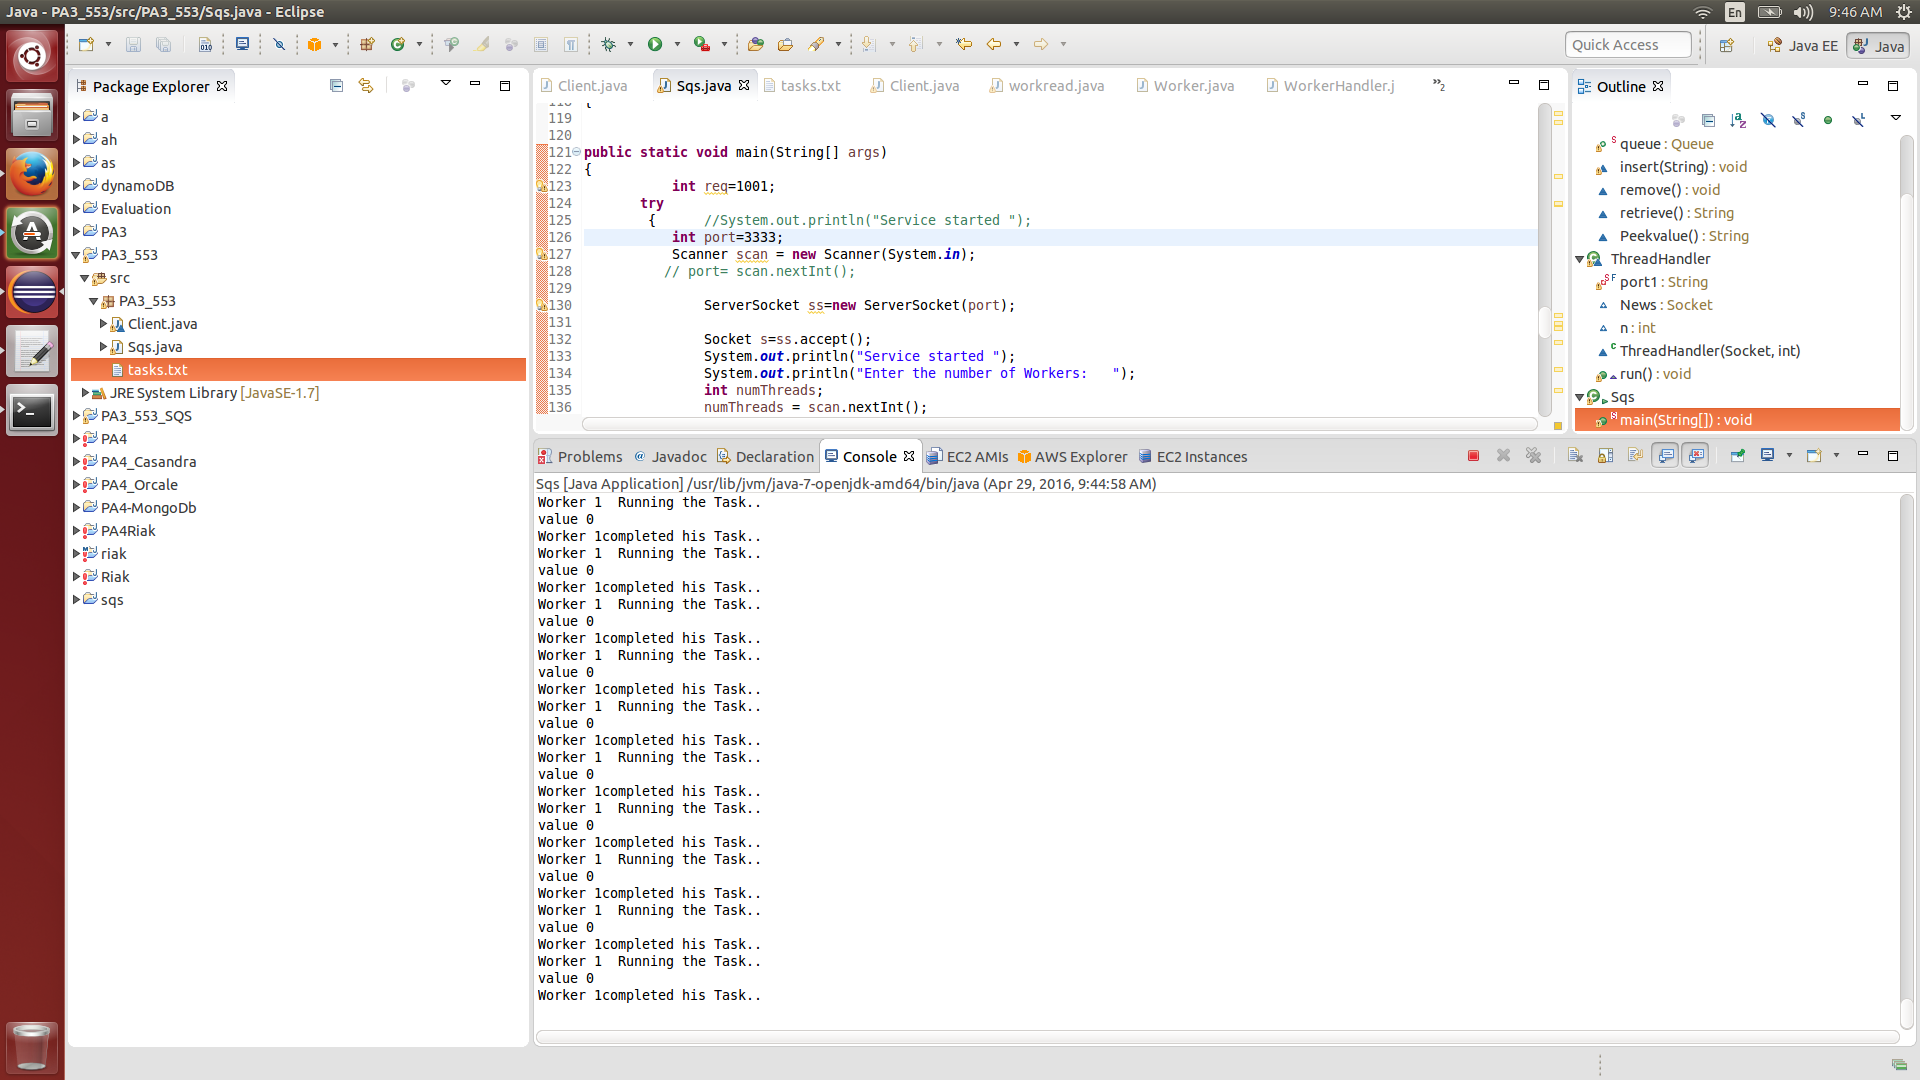 Java - PA3_553/src/PA3_553/Sqs.java - Eclipse
En
9:46 AM
Quick Access
Java EE
Java
Package Explorer
a
ah
as
dynamoDB
Evaluation
PA3
PA3_553
src
PA3_553
Client.java
Sqs.java
tasks.txt
JRE System Library [JavaSE-1.7]
PA3_553_SQS
PA4
PA4_Casandra
PA4_Orcale
PA4-MongoDb
PA4Riak
riak
Riak
sqs
Client.java
Sqs.java
tasks.txt
Client.java
workread.java
Worker.java
WorkerHandler.j
»2
118 {
119
120
121 public static void main(String[] args)
122 {
123 int req=1001;
124 try
125 { //System.out.println("Service started ");
126 int port=3333;
127 Scanner scan = new Scanner(System.in);
128 // port= scan.nextInt();
129
130 ServerSocket ss=new ServerSocket(port);
131
132 Socket s=ss.accept();
133 System.out.println("Service started ");
134 System.out.println("Enter the number of Workers:   ");
135 int numThreads;
136 numThreads = scan.nextInt();
Outline
queue : Queue
insert(String) : void
remove() : void
retrieve() : String
Peekvalue() : String
ThreadHandler
port1 : String
News : Socket
n : int
ThreadHandler(Socket, int)
run() : void
Sqs
main(String[]) : void
Problems
Javadoc
Declaration
Console
EC2 AMIs
AWS Explorer
EC2 Instances
Sqs [Java Application] /usr/lib/jvm/java-7-openjdk-amd64/bin/java (Apr 29, 2016, 9:44:58 AM)
Worker 1  Running the Task..
value 0
Worker 1completed his Task..
Worker 1  Running the Task..
value 0
Worker 1completed his Task..
Worker 1  Running the Task..
value 0
Worker 1completed his Task..
Worker 1  Running the Task..
value 0
Worker 1completed his Task..
Worker 1  Running the Task..
value 0
Worker 1completed his Task..
Worker 1  Running the Task..
value 0
Worker 1completed his Task..
Worker 1  Running the Task..
value 0
Worker 1completed his Task..
Worker 1  Running the Task..
value 0
Worker 1completed his Task..
Worker 1  Running the Task..
value 0
Worker 1completed his Task..
Worker 1  Running the Task..
value 0
Worker 1completed his Task..